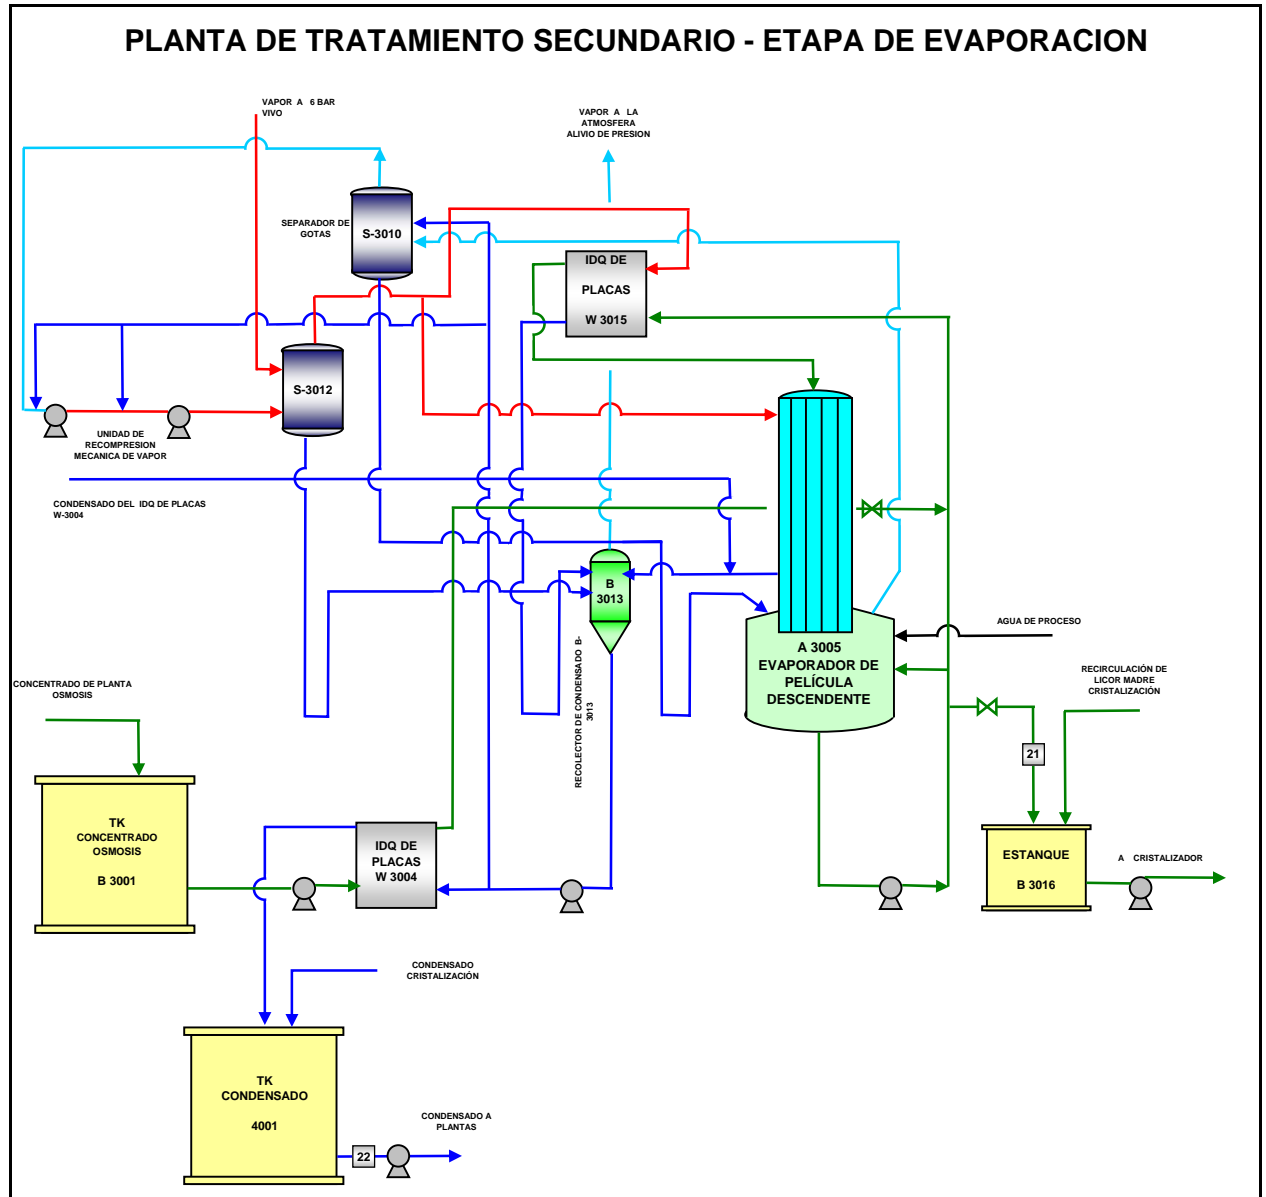 PLANTA DE TRATAMIENTO SECUNDARIO - ETAPA DE EVAPORACION
VAPOR A 6 BAR
VIVO
VAPOR A LA
ATMOSFERA
ALIVIO DE PRESION
SEPARADOR DE
GOTAS
S-3010
IDQ DE
PLACAS
W 3015
S-3012
UNIDAD DE
RECOMPRESION
MECANICA DE VAPOR
CONDENSADO DEL IDQ DE PLACAS
W-3004
B
3013
RECOLECTOR DE CONDENSADO B-
3013
A 3005
EVAPORADOR DE
PELÍCULA
DESCENDENTE
AGUA DE PROCESO
CONCENTRADO DE PLANTA
OSMOSIS
RECIRCULACIÓN DE
LICOR MADRE
CRISTALIZACIÓN
21
TK
CONCENTRADO
OSMOSIS
B 3001
IDQ DE
PLACAS
W 3004
ESTANQUE
B 3016
A CRISTALIZADOR
CONDENSADO
CRISTALIZACIÓN
TK
CONDENSADO
4001
22
CONDENSADO A
PLANTAS